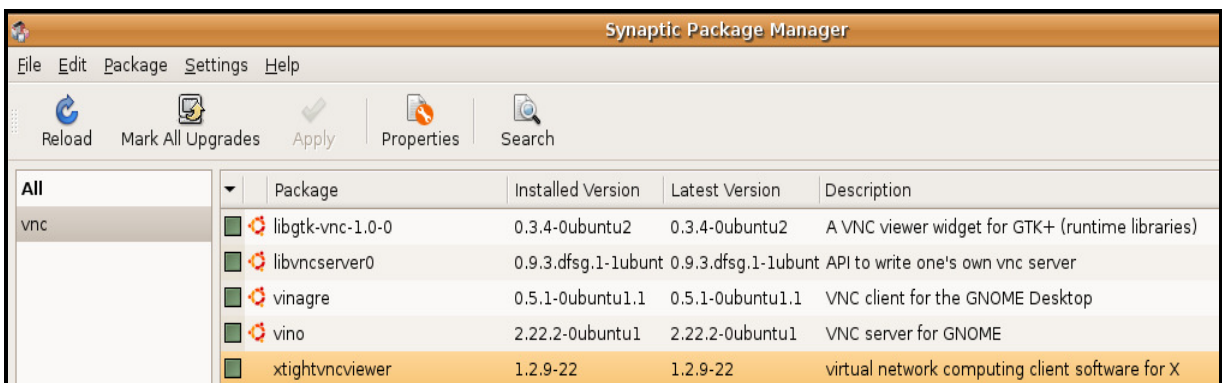 Synaptic Package Manager
File Edit Package Settings Help
Reload Mark All Upgrades Apply Properties Search
All
vnc
Package Installed Version Latest Version Description
libgtk-vnc-1.0-0 0.3.4-0ubuntu2 0.3.4-0ubuntu2 A VNC viewer widget for GTK+ (runtime libraries)
libvncserver0 0.9.3.dfsg.1-1ubunt 0.9.3.dfsg.1-1ubunt API to write one's own vnc server
vinagre 0.5.1-0ubuntu1.1 0.5.1-0ubuntu1.1 VNC client for the GNOME Desktop
vino 2.22.2-0ubuntu1 2.22.2-0ubuntu1 VNC server for GNOME
xtightvncviewer 1.2.9-22 1.2.9-22 virtual network computing client software for X